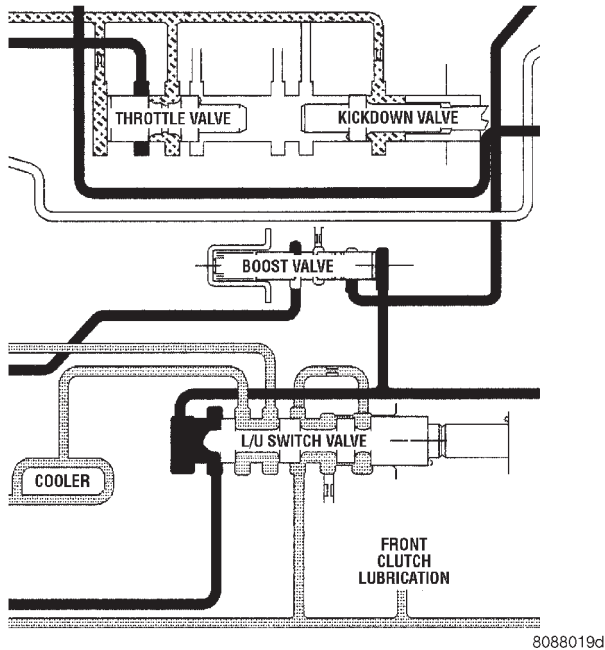 THROTTLE VALVE
KICKDOWN VALVE
BOOST VALVE
L/U SWITCH VALVE
COOLER
FRONT
CLUTCH
LUBRICATION
8088019d